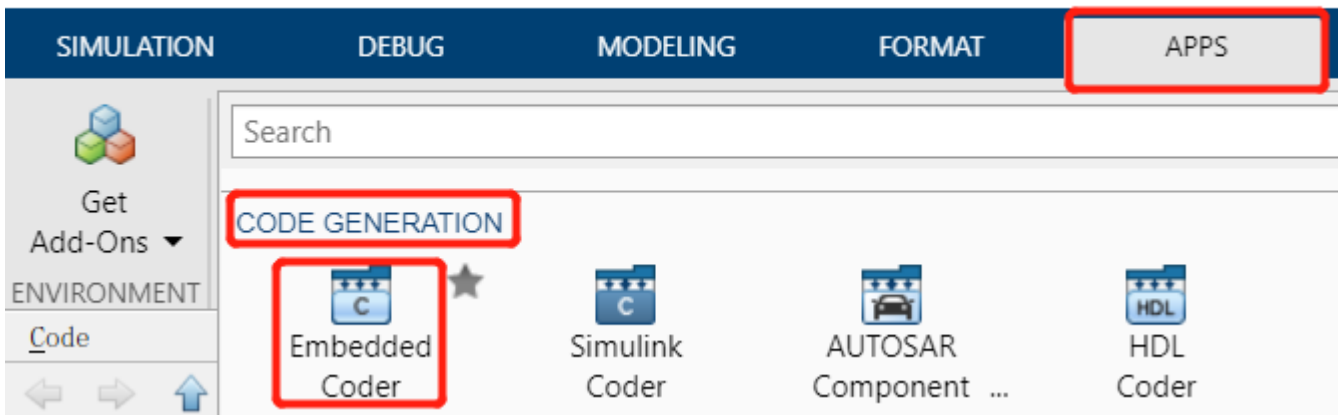 SIMULATION DEBUG MODELING FORMAT APPS
Search
Get
Add-Ons
ENVIRONMENT
Code
CODE GENERATION
C C HDL
Embedded Simulink AUTOSAR HDL
Coder Coder Component ... Coder